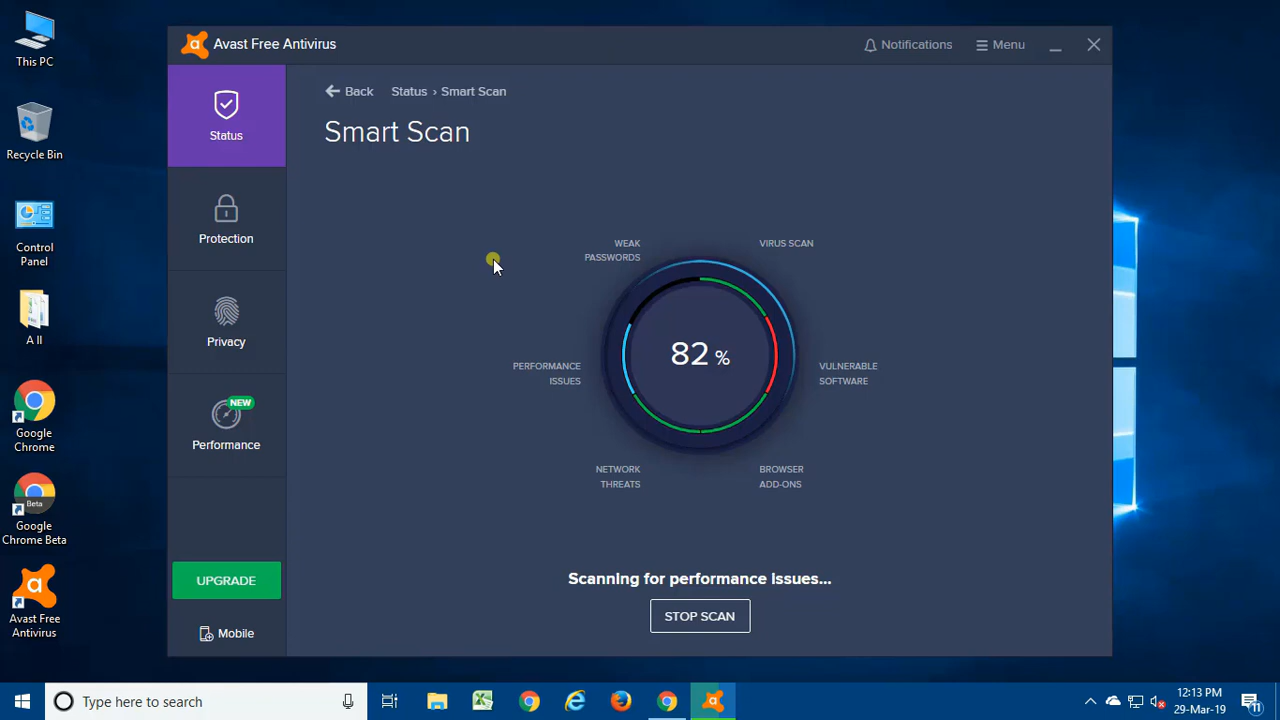 This PC
Recycle Bin
Control
Panel
A ll
Google
Chrome
Beta
Google
Chrome Beta
Avast Free
Antivirus
Avast Free Antivirus
Notifications
Menu
Status
Protection
Privacy
NEW
Performance
UPGRADE
Mobile
Back
Status › Smart Scan
Smart Scan
WEAK
PASSWORDS
VIRUS SCAN
PERFORMANCE
ISSUES
82 %
VULNERABLE
SOFTWARE
NETWORK
THREATS
BROWSER
ADD-ONS
Scanning for performance issues...
STOP SCAN
Type here to search
12:13 PM
29-Mar-19
11